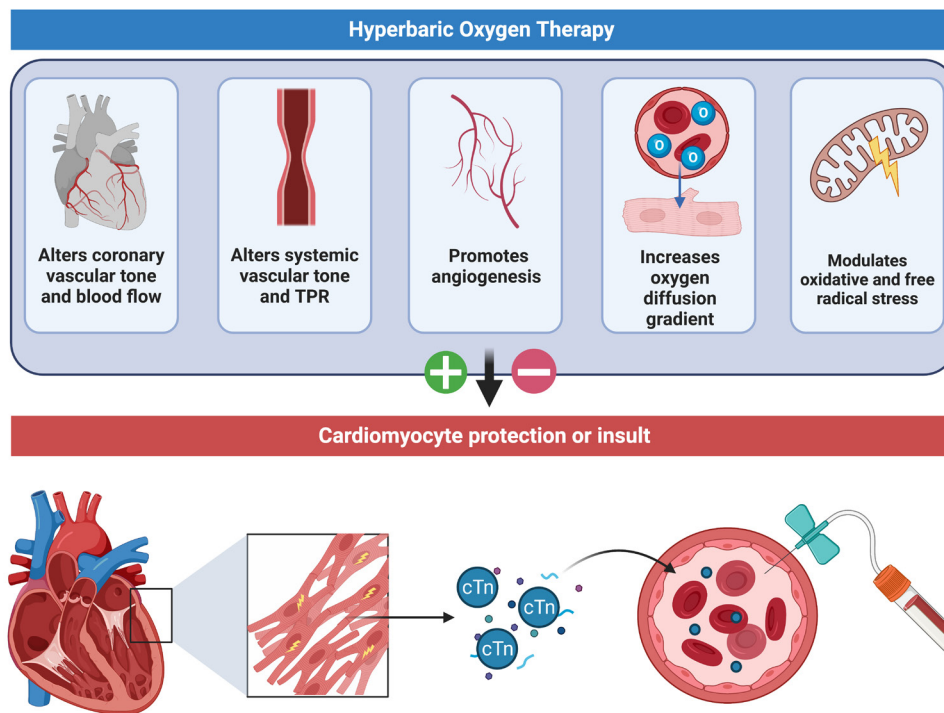 Hyperbaric Oxygen Therapy
O
O
O
Alters coronary
vascular tone
and blood flow
Alters systemic
vascular tone
and TPR
Promotes
angiogenesis
Increases
oxygen
diffusion
gradient
Modulates
oxidative and free
radical stress
Cardiomyocyte protection or insult
cTn
cTn
cTn